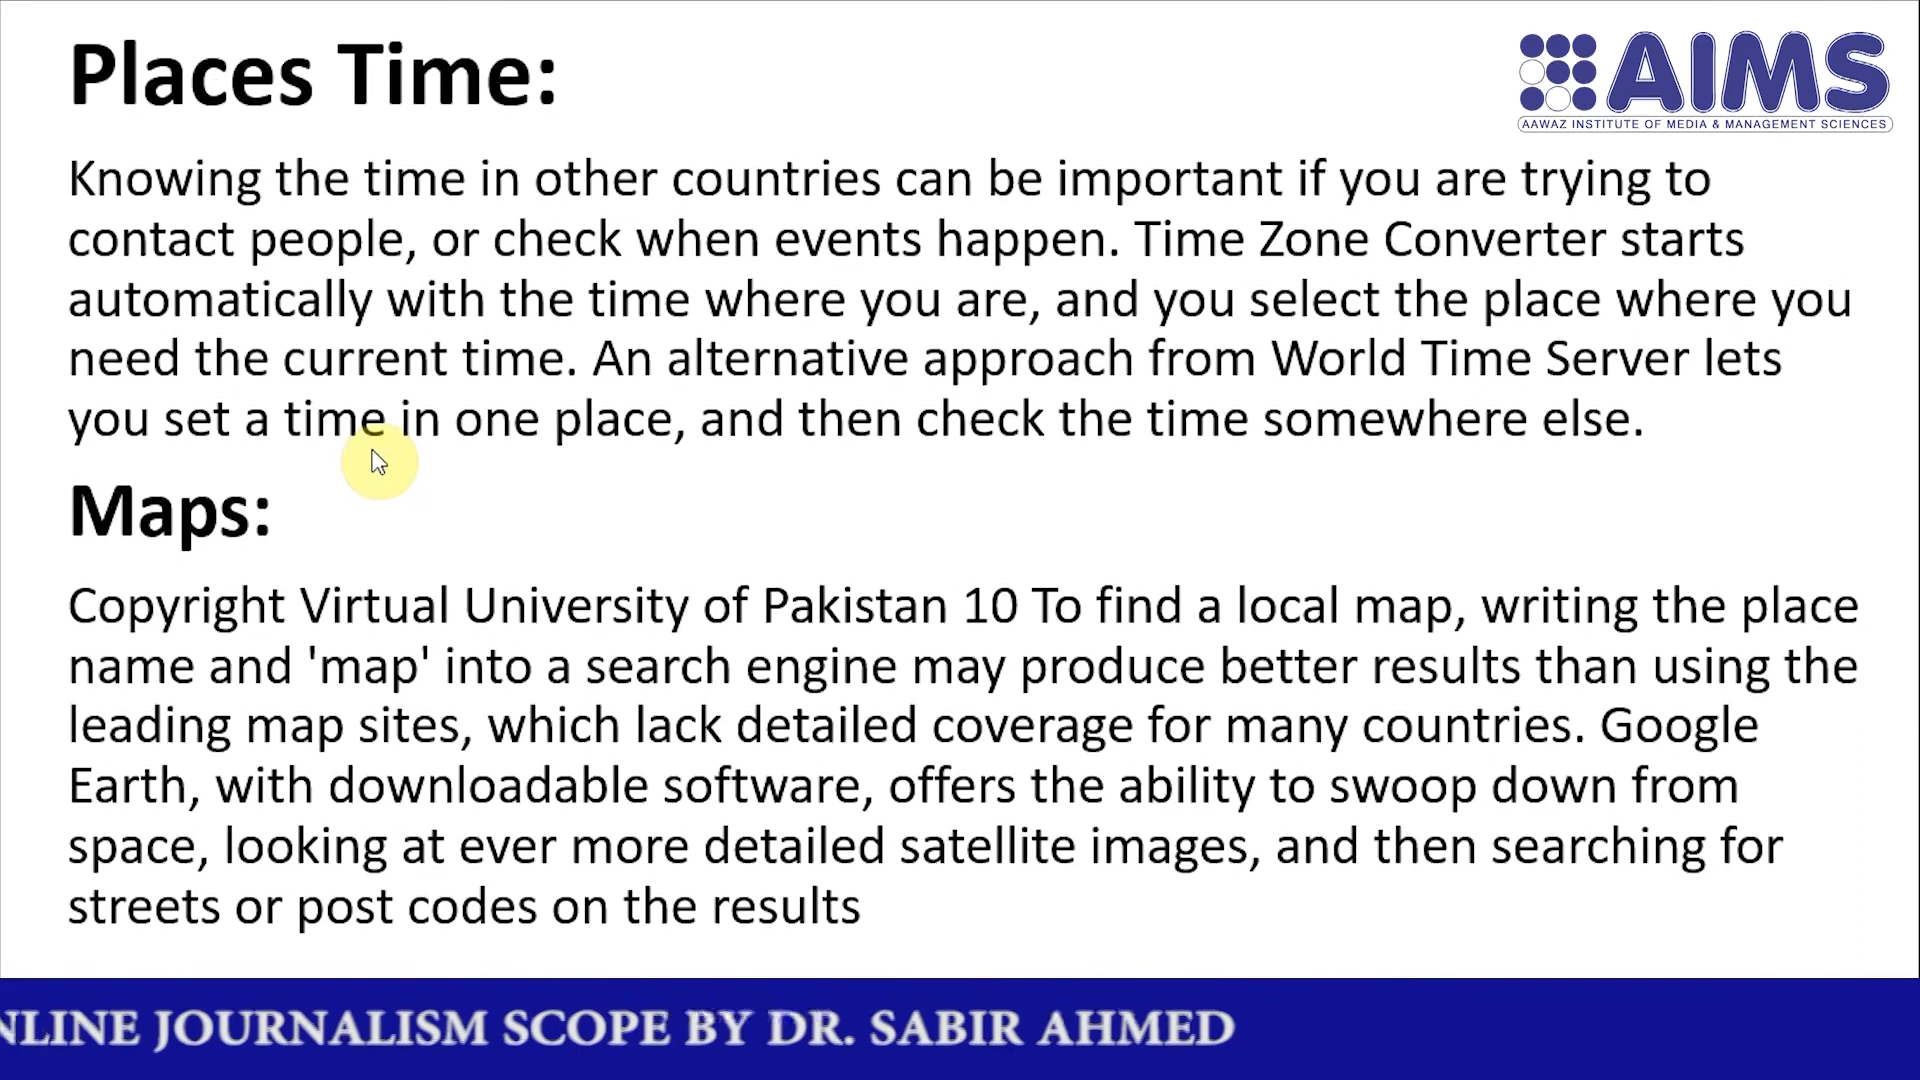 Places Time:
AIMS
AAWAZ INSTITUTE OF MEDIA & MANAGEMENT SCIENCES
Knowing the time in other countries can be important if you are trying to
contact people, or check when events happen. Time Zone Converter starts
automatically with the time where you are, and you select the place where you
need the current time. An alternative approach from World Time Server lets
you set a time in one place, and then check the time somewhere else.
Maps:
Copyright Virtual University of Pakistan 10 To find a local map, writing the place
name and 'map' into a search engine may produce better results than using the
leading map sites, which lack detailed coverage for many countries. Google
Earth, with downloadable software, offers the ability to swoop down from
space, looking at ever more detailed satellite images, and then searching for
streets or post codes on the results
NLINE JOURNALISM SCOPE BY DR. SABIR AHMED